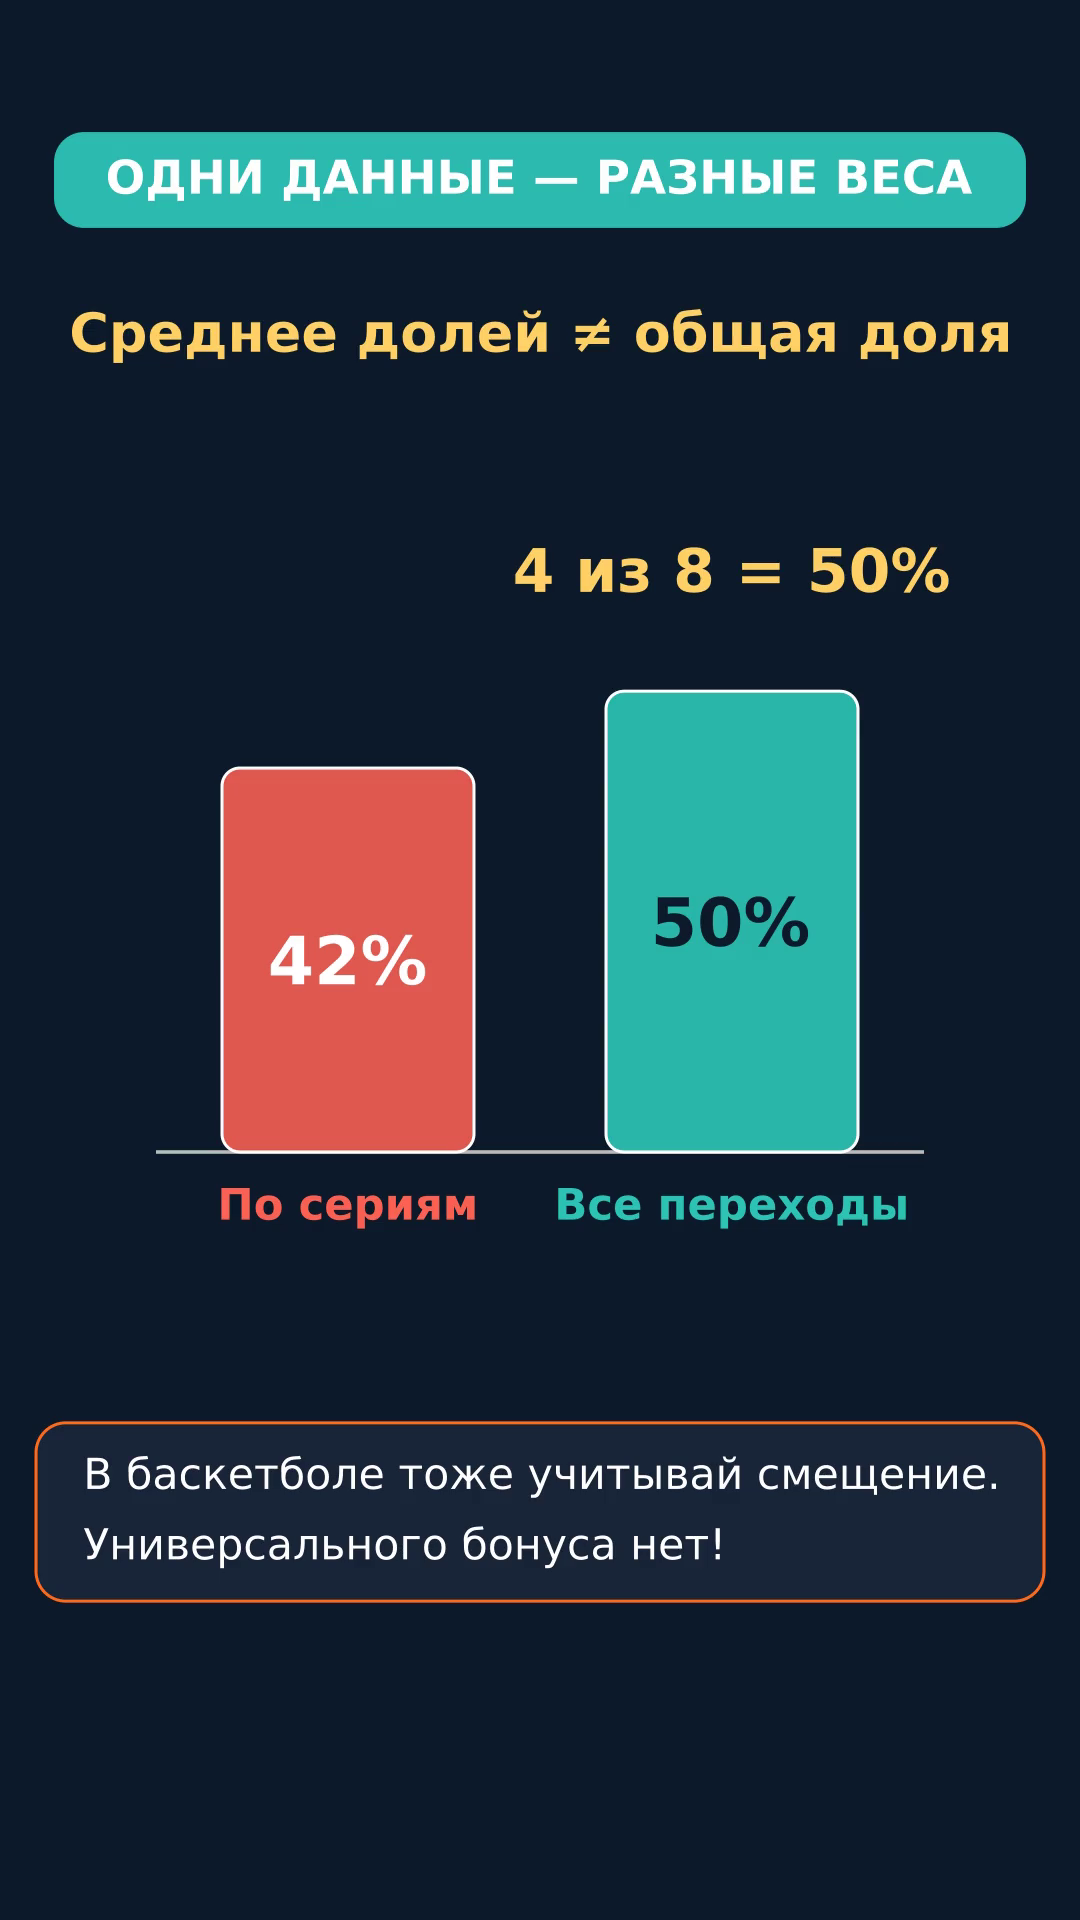 ОДНИ ДАННЫЕ — РАЗНЫЕ ВЕСА
Среднее долей ≠ общая доля
4 из 8 = 50%
42%
50%
По сериям
Все переходы
В баскетболе тоже учитывай смещение.
Универсального бонуса нет!